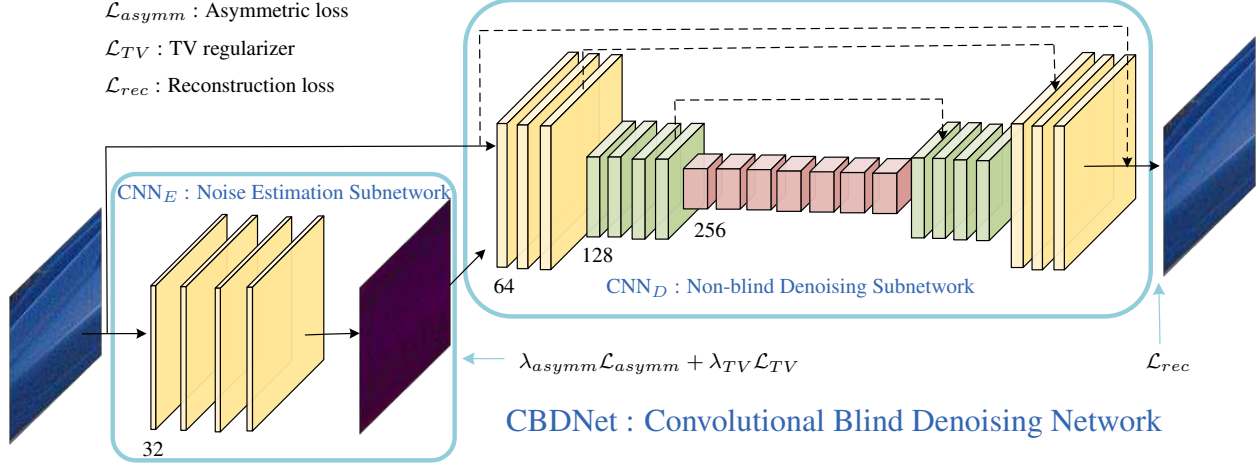 ℒ_asymm : Asymmetric loss
ℒ_TV : TV regularizer
ℒ_rec : Reconstruction loss
CNN_E : Noise Estimation Subnetwork
32
64
128
256
CNN_D : Non-blind Denoising Subnetwork
λ_asymm ℒ_asymm + λ_TV ℒ_TV
ℒ_rec
CBDNet : Convolutional Blind Denoising Network